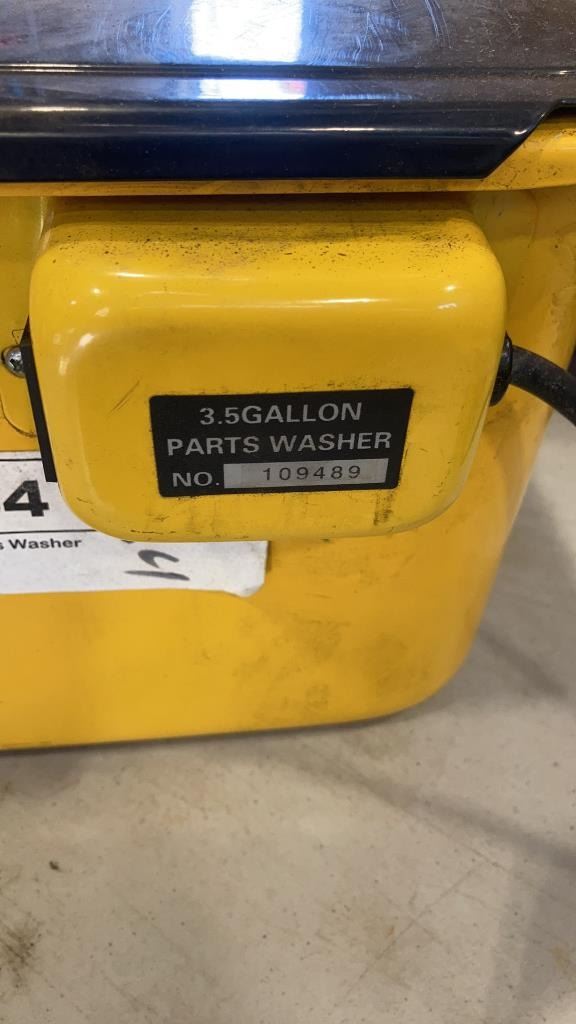 3.5GALLON
PARTS WASHER
NO. 109489
4
Washer